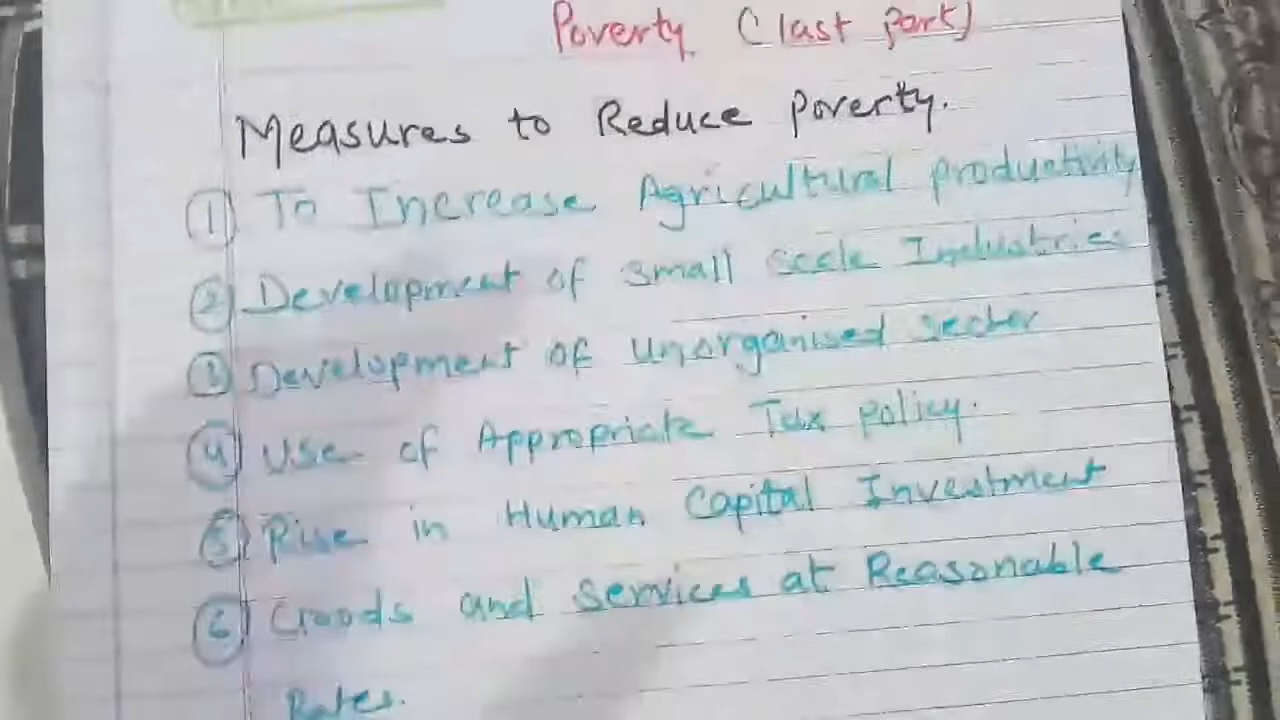 Poverty (last part)
Measures to Reduce poverty.
① To Increase Agricultural productivity
② Development of small scale Industries
③ Development of unorganised sector
④ Use of Appropriate Tax policy.
⑤ Rise in Human Capital Investment
⑥ Goods and services at Reasonable
Rates.